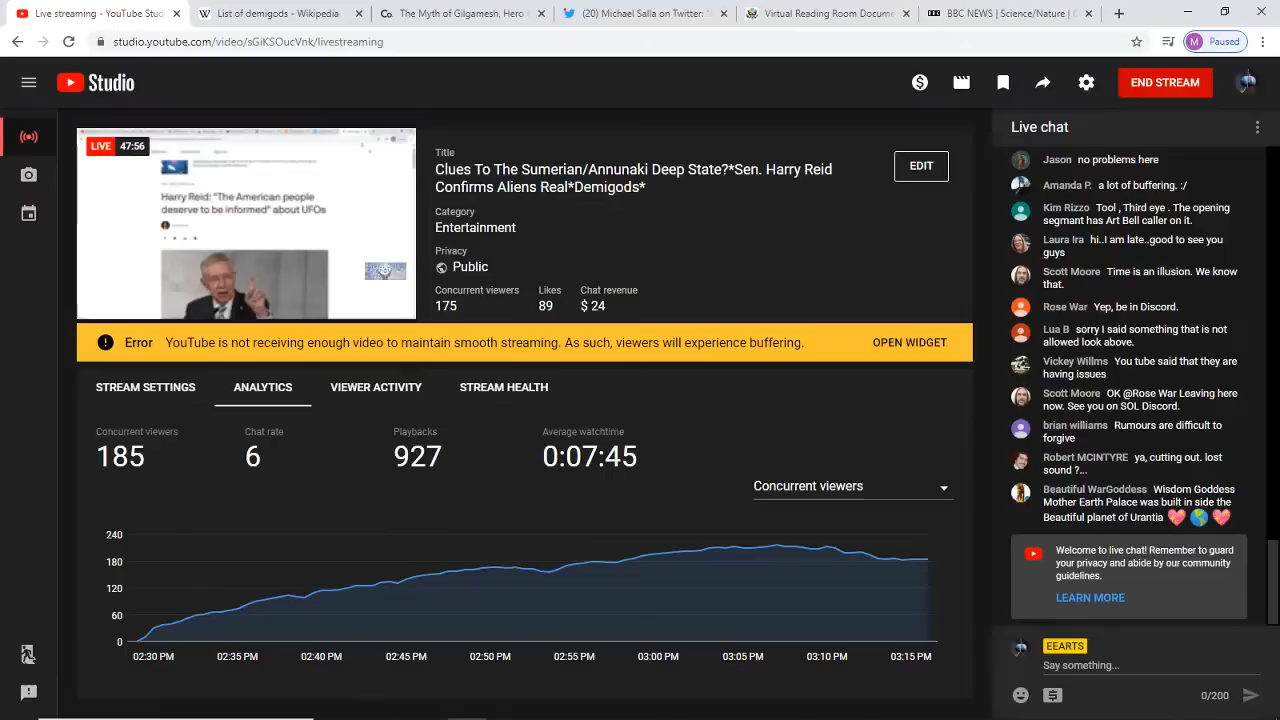 Live streaming - YouTube Stud
List of demigods - Wikipedia
Co. The Myth of Gilgamesh, Hero
(20) Michael Salla on Twitter: "
Virtual Reading Room Docume
BBC NEWS | Science/Nature | C
studio.youtube.com/video/sGiKSOucVnk/livestreaming
M Paused
Studio
END STREAM
LIVE 47:56
Harry Reid: "The American people
deserve to be informed" about UFOs
Title
Clues To The Sumerian/Annunaki Deep State?*Sen. Harry Reid
Confirms Aliens Real*Demigods*
EDIT
Category
Entertainment
Privacy
Public
Concurrent viewers Likes Chat revenue
175 89 $ 24
Error YouTube is not receiving enough video to maintain smooth streaming. As such, viewers will experience buffering. OPEN WIDGET
STREAM SETTINGS ANALYTICS VIEWER ACTIVITY STREAM HEALTH
Concurrent viewers Chat rate Playbacks Average watchtime
185 6 927 0:07:45
Concurrent viewers
240
180
120
60
0
02:30 PM 02:35 PM 02:40 PM 02:45 PM 02:50 PM 02:55 PM 03:00 PM 03:05 PM 03:10 PM 03:15 PM
Live chat
no problems here
Amanita P. a lot of buffering. :/
Kim Rizzo Tool , Third eye . The opening
segment has Art Bell caller on it.
Laura Ira hi..I am late..good to see you
guys
Scott Moore Time is an illusion. We know
that.
Rose War Yep, be in Discord.
Lua B sorry I said something that is not
allowed look above.
Vickey Willms You tube said that they are
having issues
Scott Moore OK @Rose War Leaving here
now. See you on SOL Discord.
brian williams Rumours are difficult to
forgive
Robert MCINTYRE ya, cutting out. lost
sound ?...
Beautiful WarGoddess Wisdom Goddess
Mother Earth Palace was built in side the
Beautiful planet of Urantia 💖🌎💖
Welcome to live chat! Remember to guard
your privacy and abide by our community
guidelines.
LEARN MORE
EEARTS
Say something...
0/200